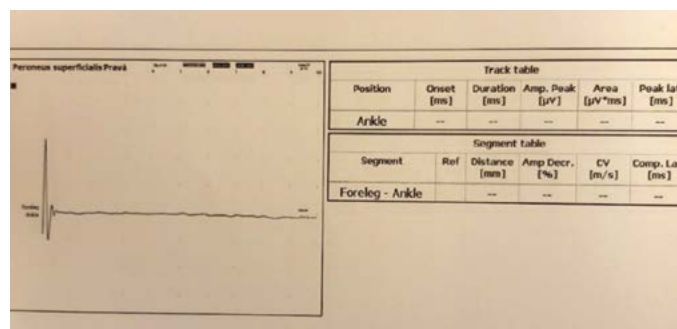 Peroneus superficialis Pravá
Track table
Position Onset [ms] Duration [ms] Amp. Peak [µV] Area [µV*ms] Peak lat [ms]
Ankle -- -- -- -- --
Segment table
Segment Ref Distance [mm] Amp Decr. [%] CV [m/s] Comp. La [ms]
Foreleg - Ankle -- -- -- --